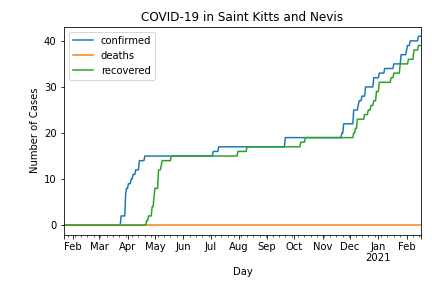 COVID-19 in Saint Kitts and Nevis
confirmed
deaths
recovered
Number of Cases
40
30
20
10
0
Feb Mar Apr May Jun Jul Aug Sep Oct Nov Dec Jan Feb
2021
Day